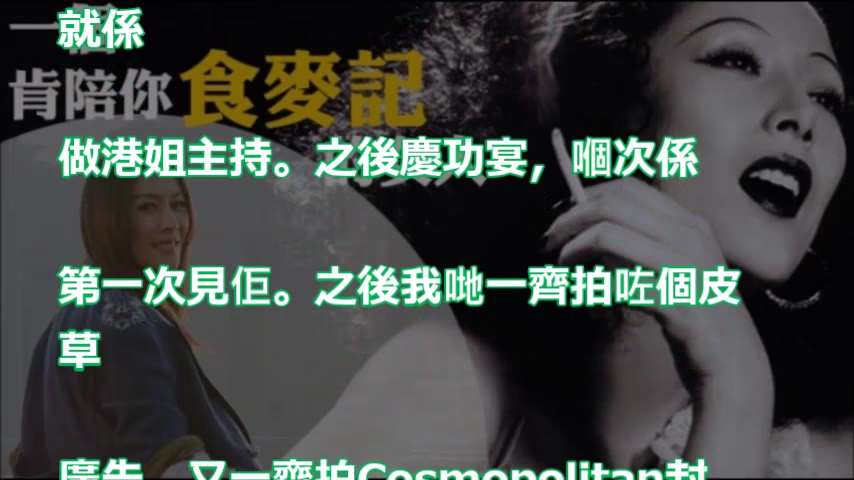 就係
一個
肯陪你食麥記
做港姐主持。之後慶功宴，嗰次係
第一次見佢。之後我哋一齊拍咗個皮
草
廣告，又一齊拍Cosmopolitan封